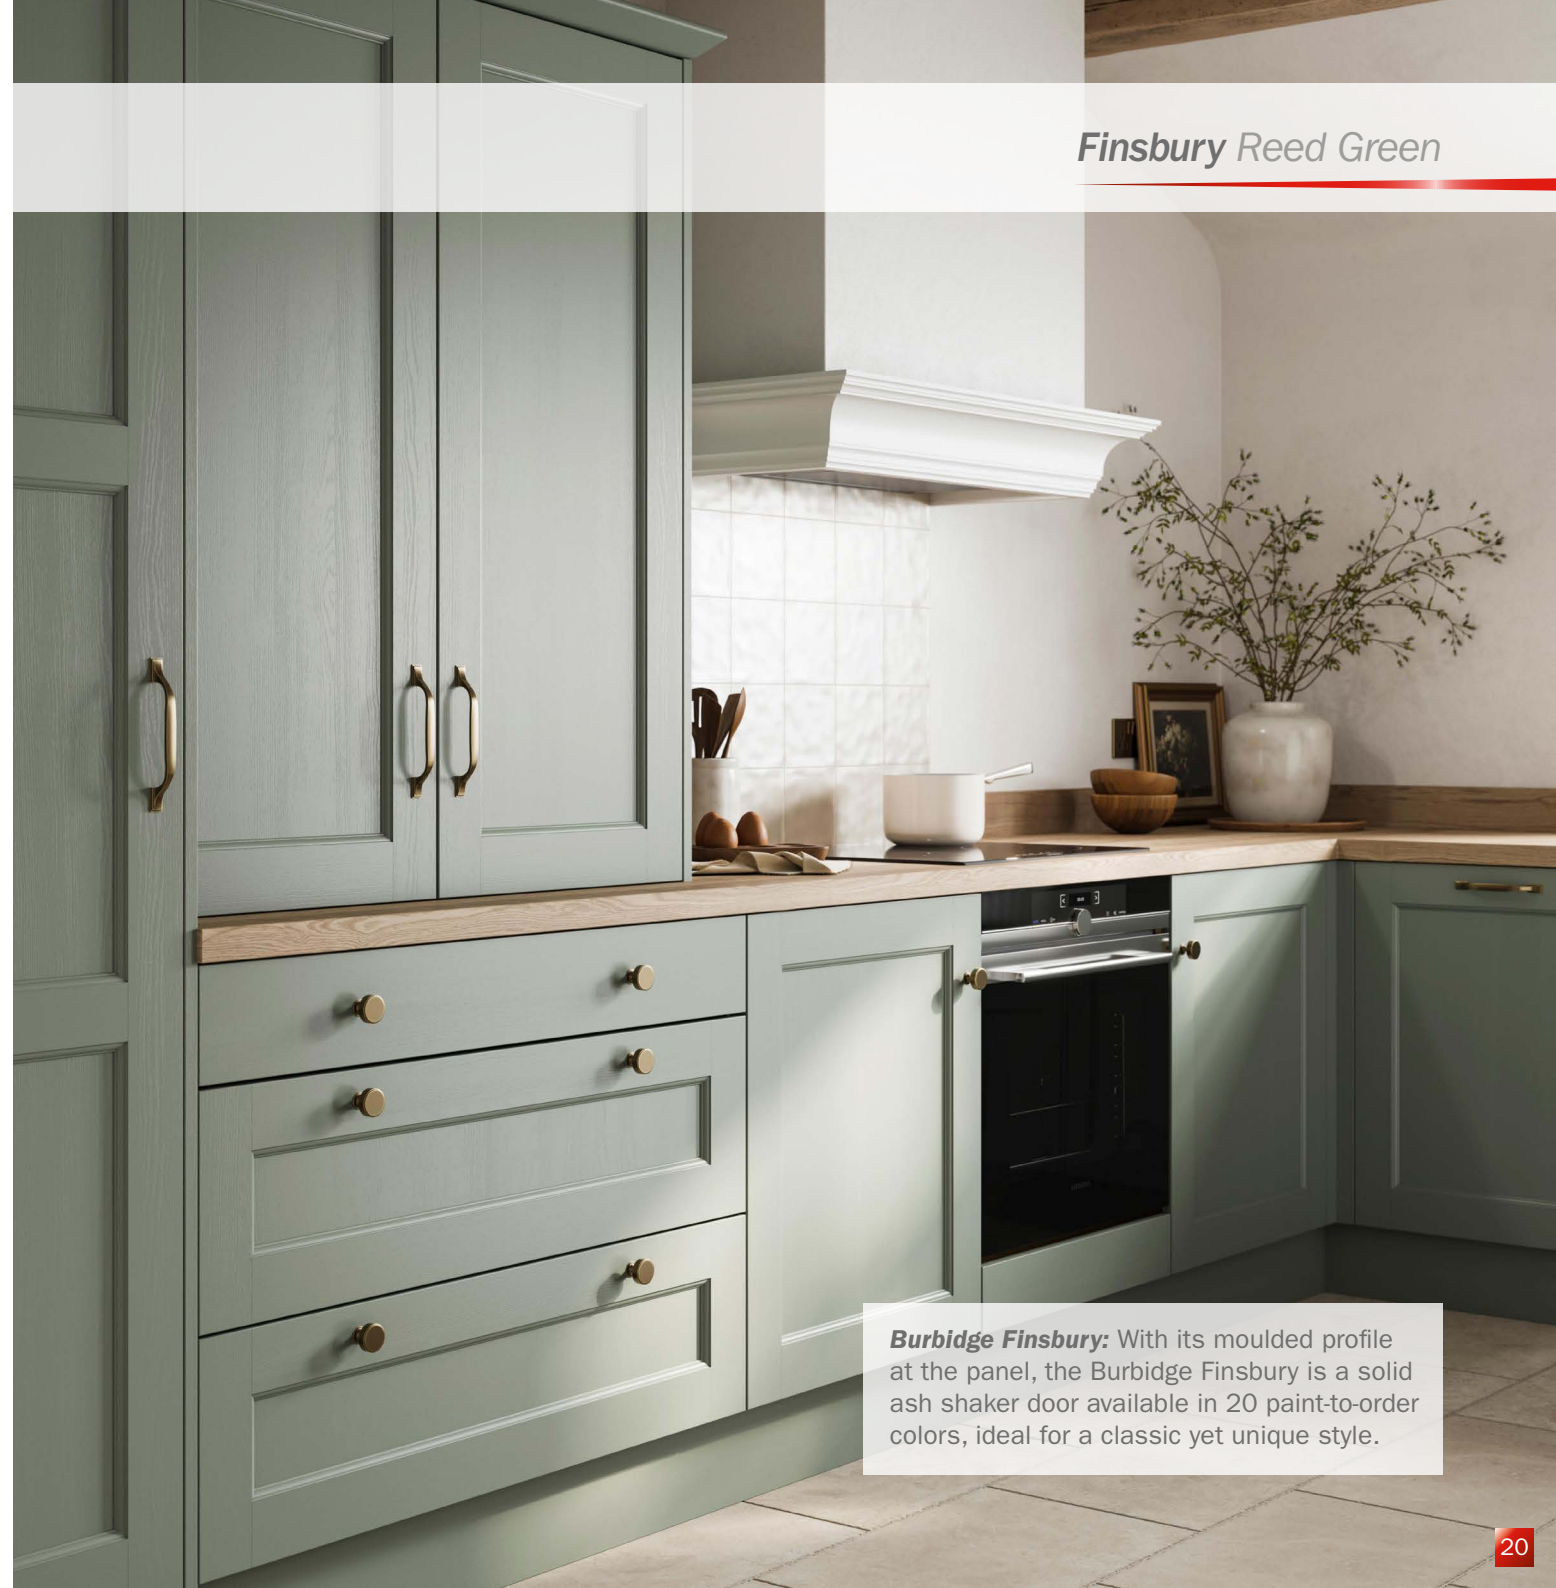 Finsbury Reed Green
Burbidge Finsbury: With its moulded profile
at the panel, the Burbidge Finsbury is a solid
ash shaker door available in 20 paint-to-order
colors, ideal for a classic yet unique style.
20